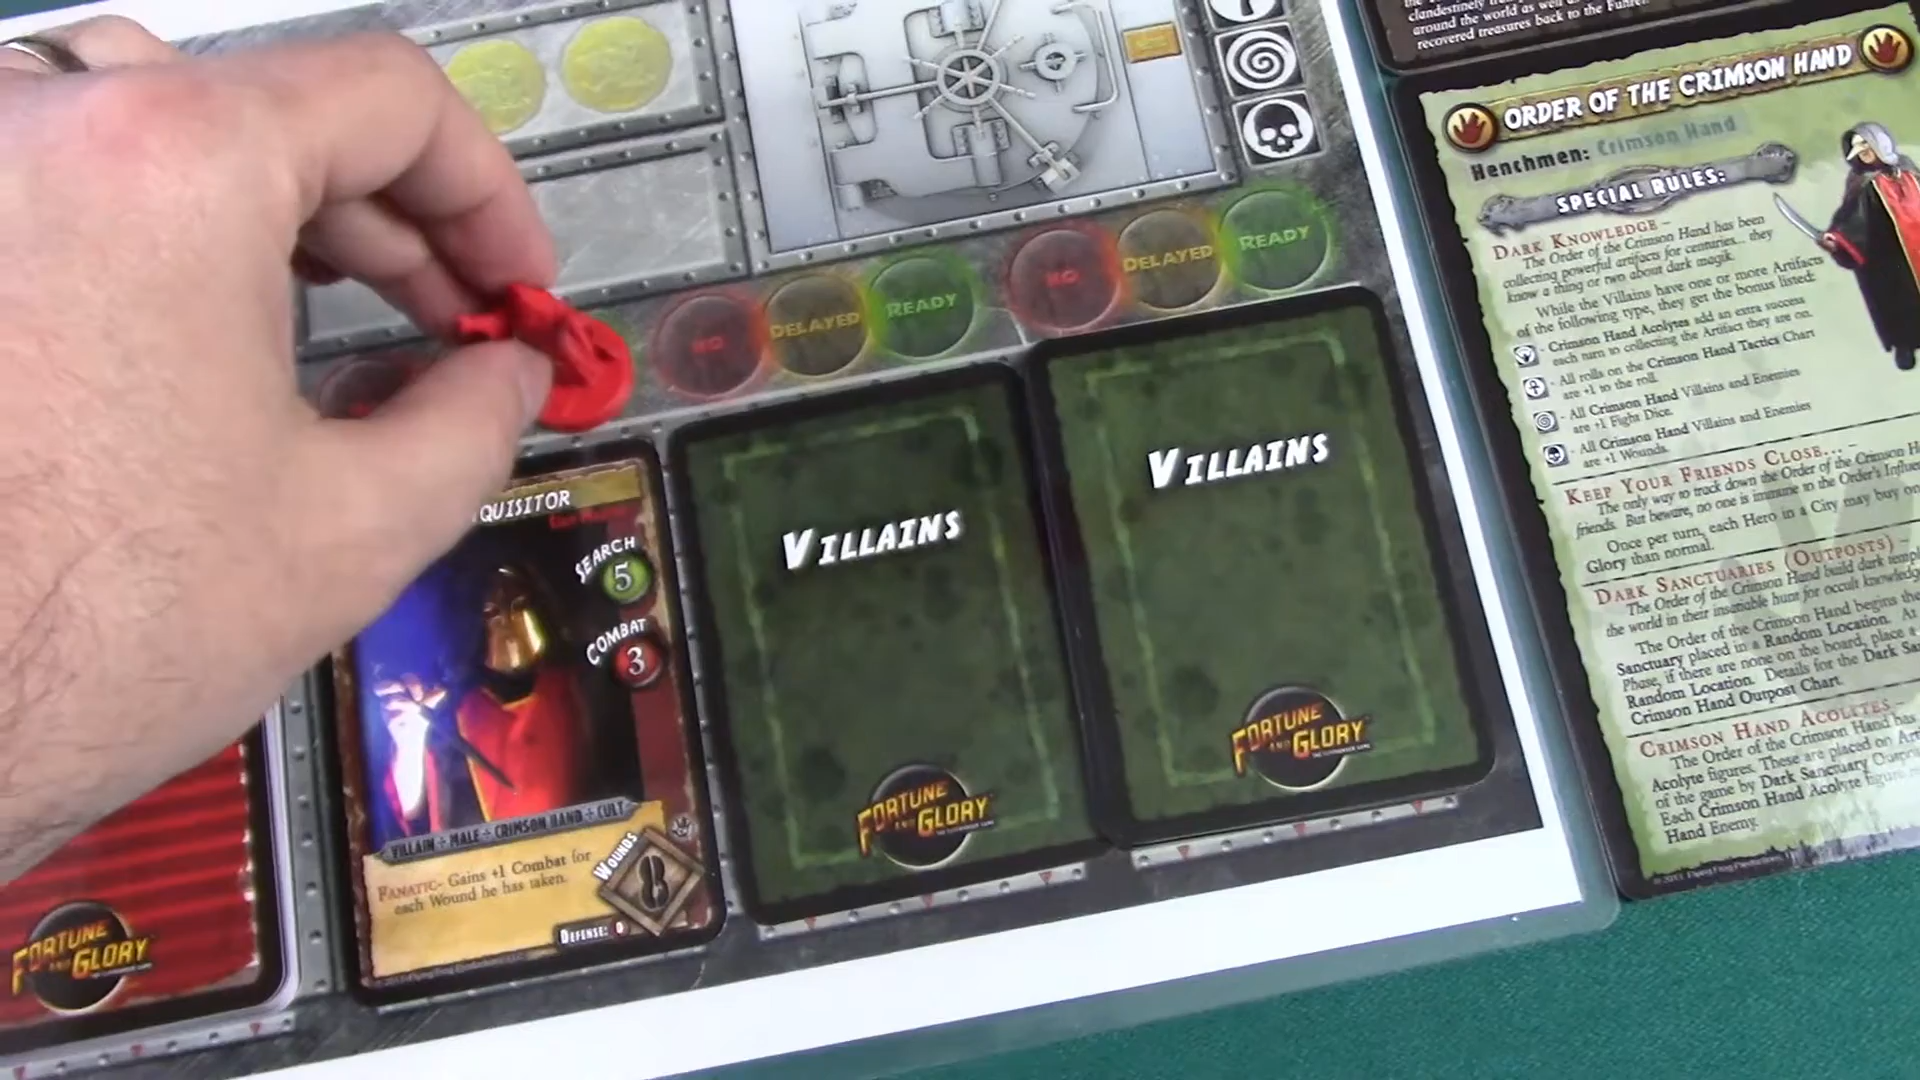 clandestinely
around the world as well as
recovered treasures back to the Fuhrer.
ORDER OF THE CRIMSON HAND
Henchmen: Crimson Hand
SPECIAL RULES:
DARK KNOWLEDGE -
The Order of the Crimson Hand has been
collecting powerful artifacts for centuries... they
know a thing or two about dark magik.
While the Villains have one or more Artifacts
of the following type, they get the bonus listed:
- Crimson Hand Acolytes add an extra success
each turn to collecting the Artifact they are on.
- All rolls on the Crimson Hand Tactics Chart
are +1 to the roll.
- All Crimson Hand Villains and Enemies
are +1 Fight Dice.
- All Crimson Hand Villains and Enemies
are +1 Wounds.
KEEP YOUR FRIENDS CLOSE... -
The only way to track down the Order of the Crimson
friends. But beware, no one is immune to the Order's
Once per turn, each Hero in a City may buy
Glory than normal.
DARK SANCTUARIES (OUTPOSTS) -
The Order of the Crimson Hand build dark
the world in their insatiable hunt for occult knowledge
The Order of the Crimson Hand begins the
Sanctuary placed in a Random Location. At
Phase, if there are none on the board, place a
Random Location. Details for the Dark
Crimson Hand Outpost Chart.
CRIMSON HAND ACOLYTES -
The Order of the Crimson Hand has
Acolyte figures. These are placed on
of the game by Dark Sanctuary
Each Crimson Hand Acolyte
Hand Enemy.
NO
DELAYED
READY
NO
DELAYED
READY
QUISITOR
SEARCH
5
COMBAT
3
VILLAIN + MALE + CRIMSON HAND + CULT
FANATIC- Gains +1 Combat for
each Wound he has taken.
WOUNDS
8
DEFENSE:
VILLAINS
FORTUNE
AND GLORY
VILLAINS
FORTUNE
AND GLORY
FORTUNE
AND GLORY